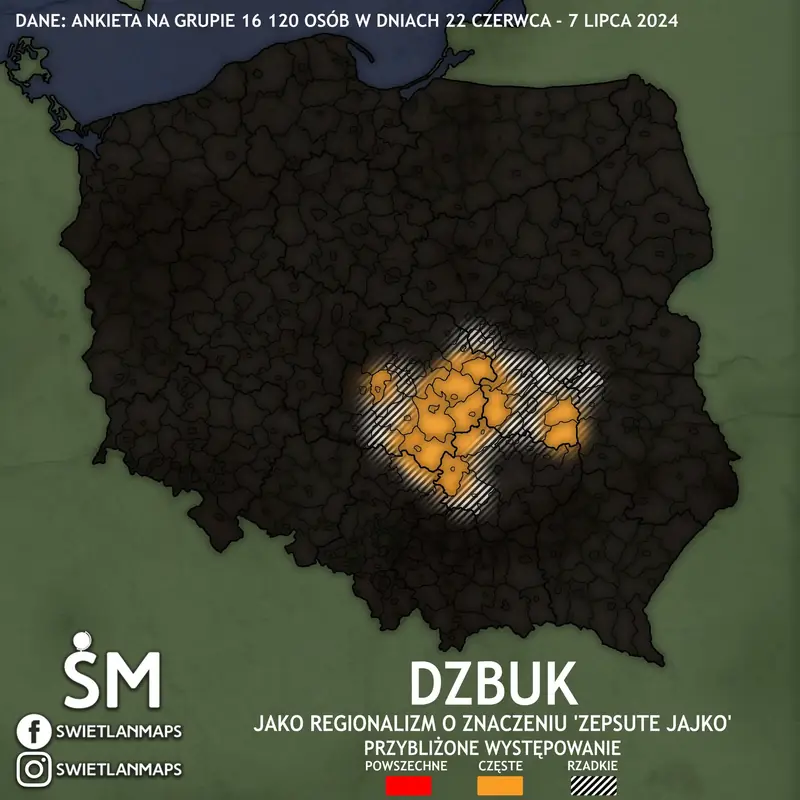 DANE: ANKIETA NA GRUPIE 16 120 OSÓB W DNIACH 22 CZERWCA - 7 LIPCA 2024
ŚM
SWIETLANMAPS
SWIETLANMAPS
DZBUK
JAKO REGIONALIZM O ZNACZENIU 'ZEPSUTE JAJKO'
PRZYBLIŻONE WYSTĘPOWANIE
POWSZECHNE CZĘSTE RZADKIE